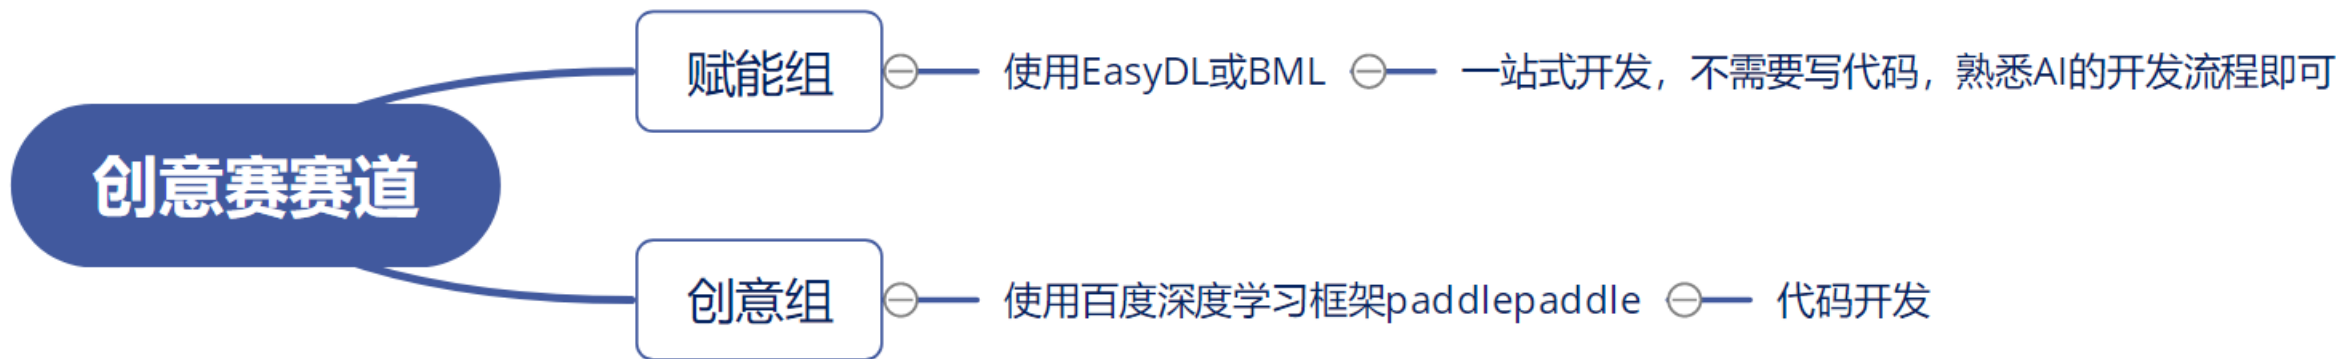 创意赛赛道
赋能组
使用EasyDL或BML
一站式开发，不需要写代码，熟悉AI的开发流程即可
创意组
使用百度深度学习框架paddlepaddle
代码开发